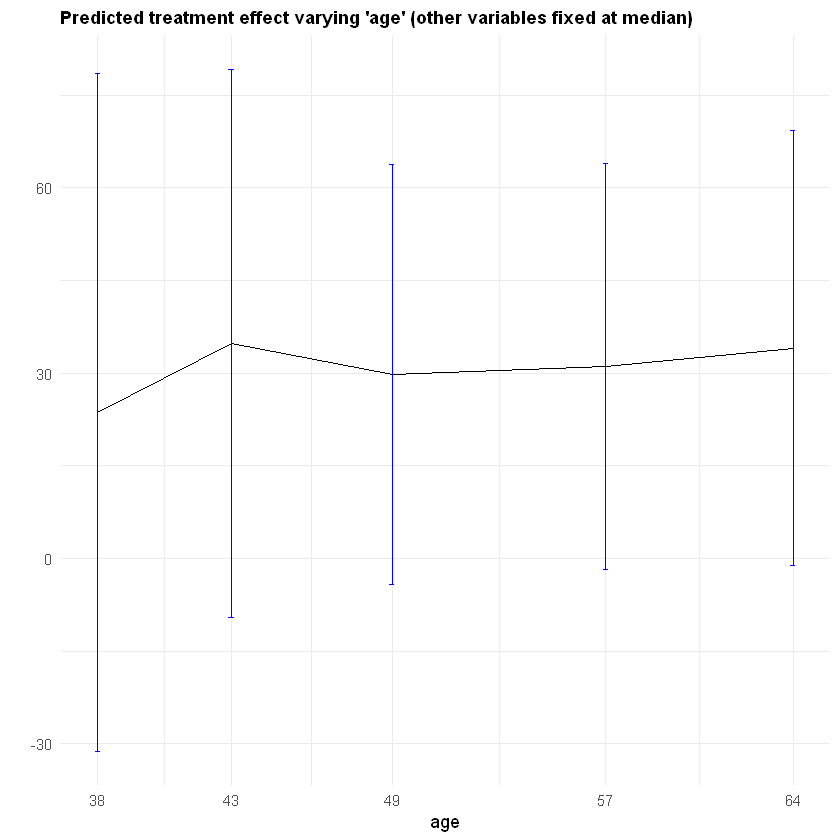 Predicted treatment effect varying 'age' (other variables fixed at median)
60
30
0
-30
38 43 49 57 64
age